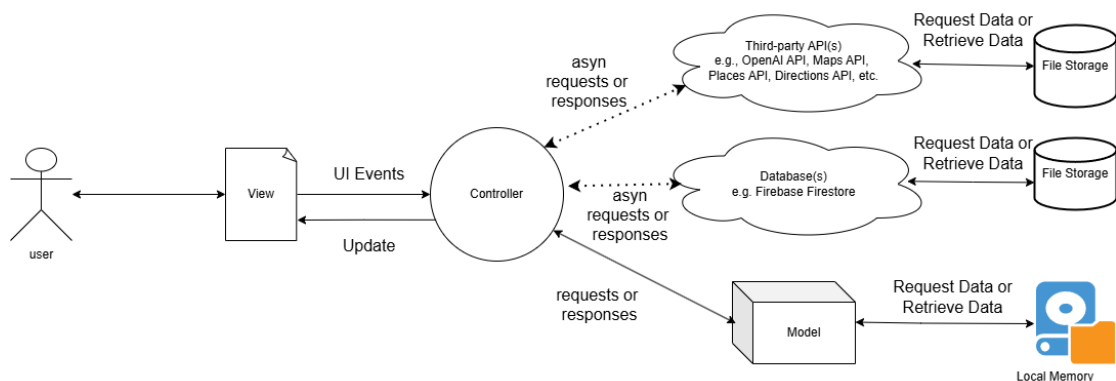 Third-party API(s)
e.g., OpenAI API, Maps API,
Places API, Directions API, etc.
Request Data or
Retrieve Data
File Storage
asyn
requests or
responses
user
View
UI Events
Update
Controller
Database(s)
e.g. Firebase Firestore
Request Data or
Retrieve Data
File Storage
asyn
requests or
responses
requests or
responses
Model
Request Data or
Retrieve Data
Local Memory